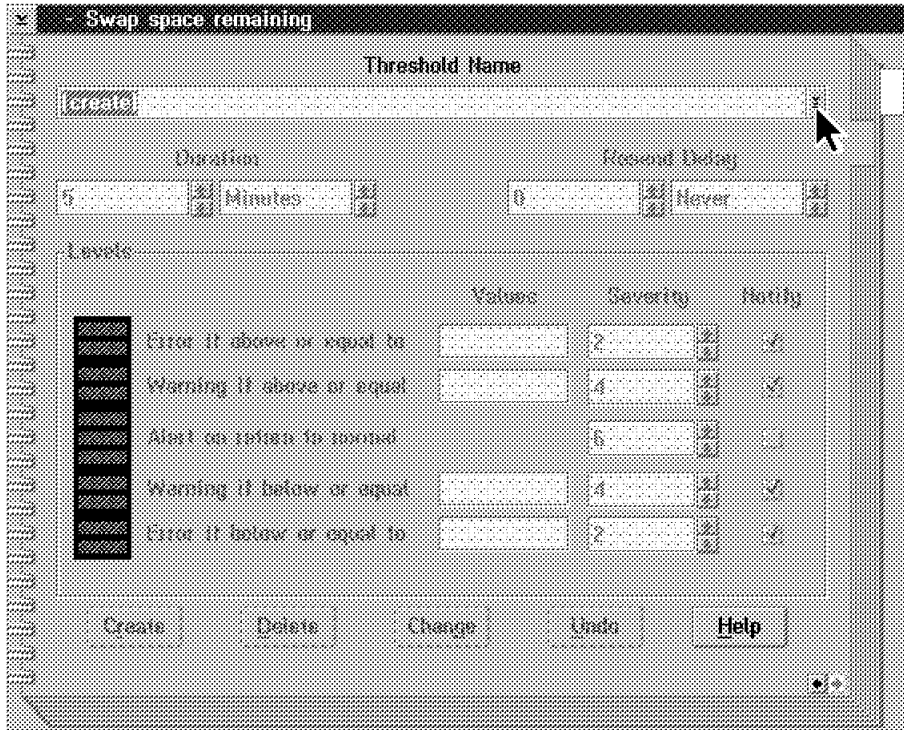 - Swap space remaining
Threshold Name
[create]
Duration Resend Delay
5 Minutes 0 Never
Levels
Values Severity Notify
Error if above or equal to 2
Warning if above or equal 4
Alert on return to normal 6
Warning if below or equal 4
Error if below or equal to 2
Create Delete Change Undo Help